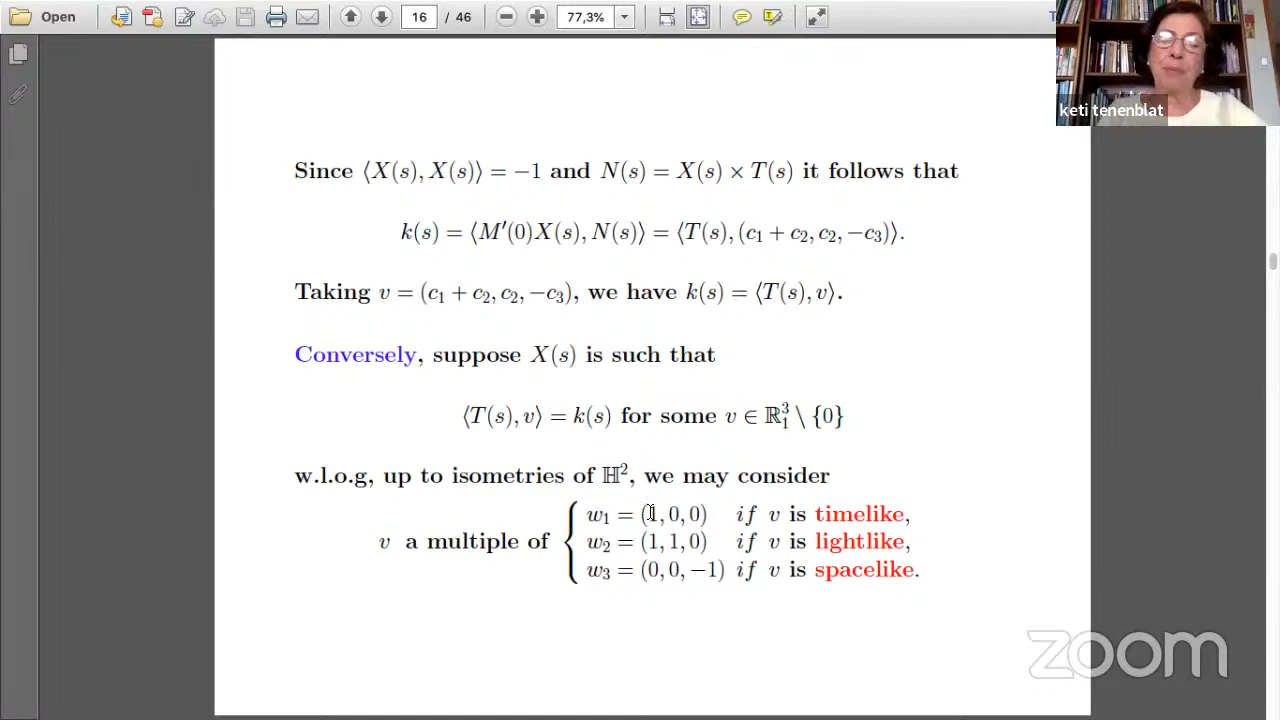 Open
16 / 46
77,3%
keti tenenblat
Since ⟨X(s), X(s)⟩ = −1 and N(s) = X(s) × T(s) it follows that
k(s) = ⟨M′(0)X(s), N(s)⟩ = ⟨T(s), (c₁ + c₂, c₂, −c₃)⟩.
Taking v = (c₁ + c₂, c₂, −c₃), we have k(s) = ⟨T(s), v⟩.
Conversely, suppose X(s) is such that
⟨T(s), v⟩ = k(s) for some v ∈ ℝ³₁ \ {0}
w.l.o.g, up to isometries of ℍ², we may consider
w₁ = (1, 0, 0) if v is timelike,
v a multiple of { w₂ = (1, 1, 0) if v is lightlike,
w₃ = (0, 0, −1) if v is spacelike.
zoom